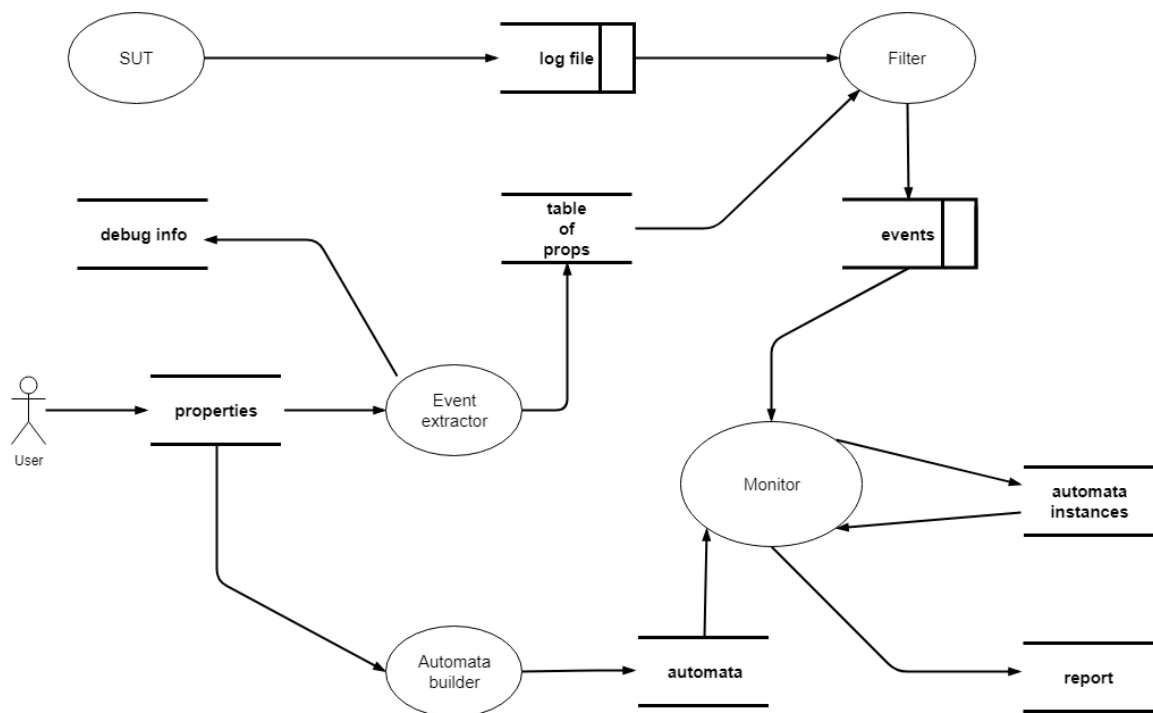 SUT
log file
Filter
debug info
table
of
props
events
User
properties
Event
extractor
Monitor
automata
instances
Automata
builder
automata
report